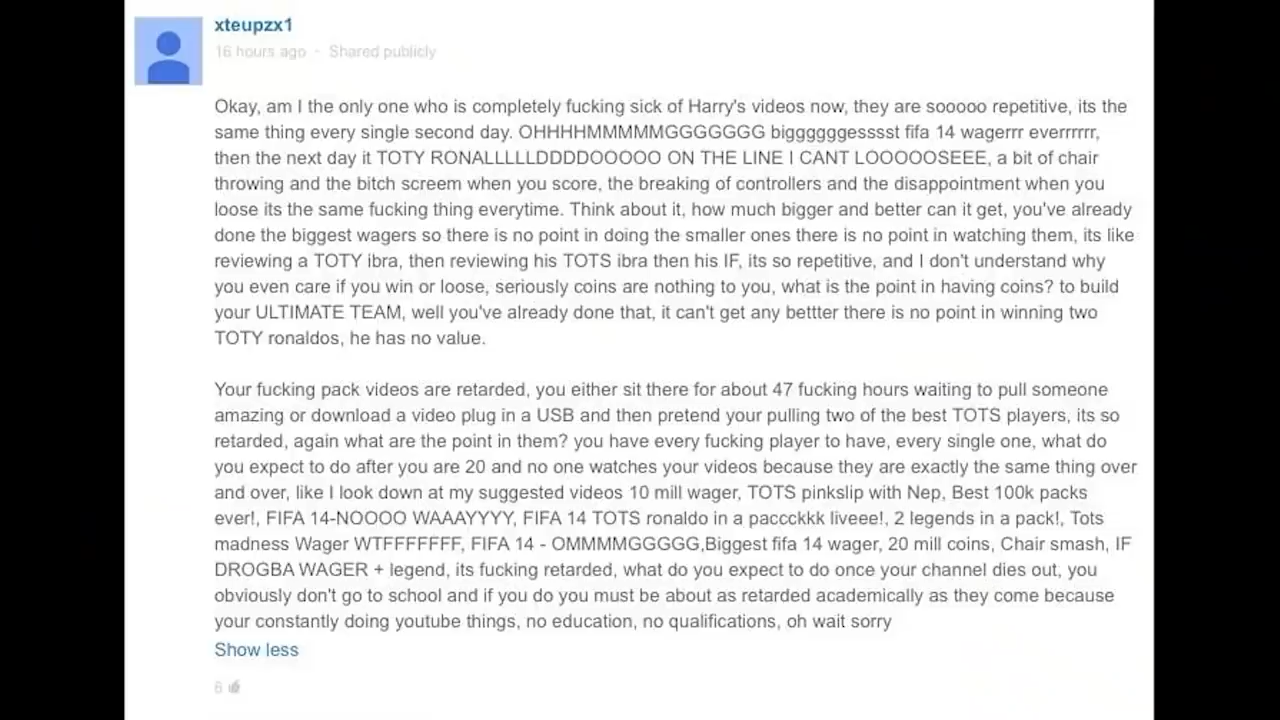 xteupzx1
16 hours ago · Shared publicly
Okay, am I the only one who is completely fucking sick of Harry's videos now, they are sooooo repetitive, its the
same thing every single second day. OHHHHMMMMMGGGGGGG biggggggesssst fifa 14 wagerrr everrrrrr,
then the next day it TOTY RONALLLLLDDDDOOOOO ON THE LINE I CANT LOOOOOSEEE, a bit of chair
throwing and the bitch screem when you score, the breaking of controllers and the disappointment when you
loose its the same fucking thing everytime. Think about it, how much bigger and better can it get, you've already
done the biggest wagers so there is no point in doing the smaller ones there is no point in watching them, its like
reviewing a TOTY ibra, then reviewing his TOTS ibra then his IF, its so repetitive, and I don't understand why
you even care if you win or loose, seriously coins are nothing to you, what is the point in having coins? to build
your ULTIMATE TEAM, well you've already done that, it can't get any bettter there is no point in winning two
TOTY ronaldos, he has no value.
Your fucking pack videos are retarded, you either sit there for about 47 fucking hours waiting to pull someone
amazing or download a video plug in a USB and then pretend your pulling two of the best TOTS players, its so
retarded, again what are the point in them? you have every fucking player to have, every single one, what do
you expect to do after you are 20 and no one watches your videos because they are exactly the same thing over
and over, like I look down at my suggested videos 10 mill wager, TOTS pinkslip with Nep, Best 100k packs
ever!, FIFA 14-NOOOO WAAAYYYY, FIFA 14 TOTS ronaldo in a paccckkk liveee!, 2 legends in a pack!, Tots
madness Wager WTFFFFFFF, FIFA 14 - OMMMMGGGGG,Biggest fifa 14 wager, 20 mill coins, Chair smash, IF
DROGBA WAGER + legend, its fucking retarded, what do you expect to do once your channel dies out, you
obviously don't go to school and if you do you must be about as retarded academically as they come because
your constantly doing youtube things, no education, no qualifications, oh wait sorry
Show less
6